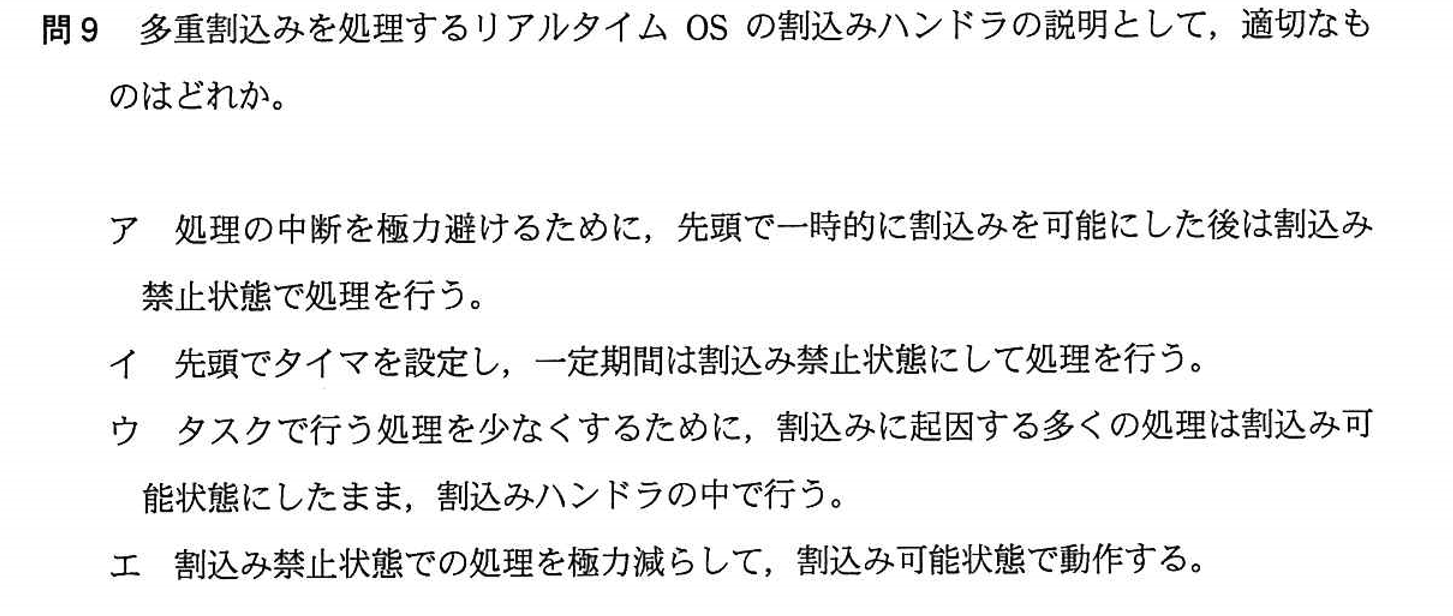 問9 多重割込みを処理するリアルタイム OS の割込みハンドラの説明として，適切なも
のはどれか。
ア 処理の中断を極力避けるために，先頭で一時的に割込みを可能にした後は割込み
禁止状態で処理を行う。
イ 先頭でタイマを設定し，一定期間は割込み禁止状態にして処理を行う。
ウ タスクで行う処理を少なくするために，割込みに起因する多くの処理は割込み可
能状態にしたまま，割込みハンドラの中で行う。
エ 割込み禁止状態での処理を極力減らして，割込み可能状態で動作する。